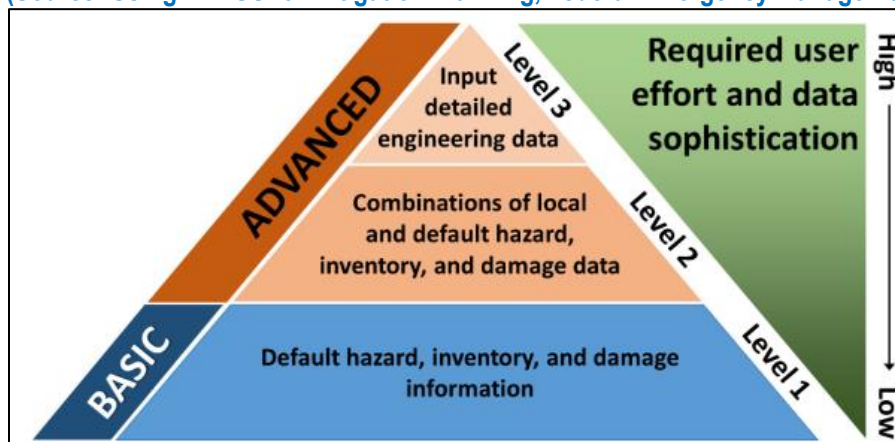 ADVANCED
BASIC
Input
detailed
engineering data
Combinations of local
and default hazard,
inventory, and damage data
Default hazard, inventory, and damage
information
Level 3
Level 2
Level 1
Required user
effort and data
sophistication
High
Low